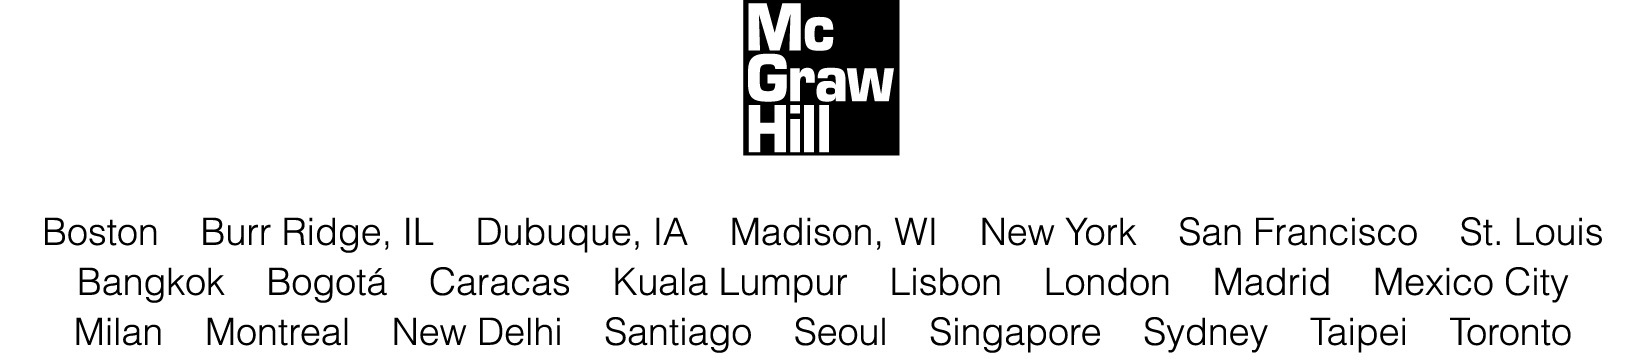 Mc
Graw
Hill
Boston Burr Ridge, IL Dubuque, IA Madison, WI New York San Francisco St. Louis
Bangkok Bogotá Caracas Kuala Lumpur Lisbon London Madrid Mexico City
Milan Montreal New Delhi Santiago Seoul Singapore Sydney Taipei Toronto